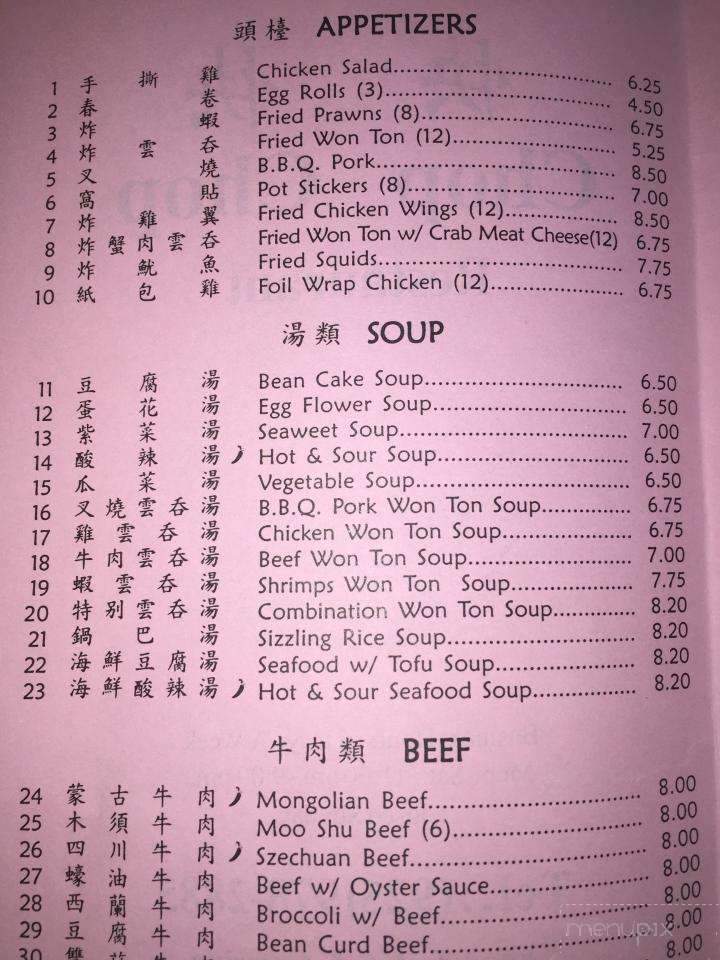 頭檯 APPETIZERS
1 手撕雞 Chicken Salad 6.25
2 春卷 Egg Rolls (3) 4.50
3 炸蝦 Fried Prawns (8) 6.75
4 炸雲吞 Fried Won Ton (12) 5.25
5 叉燒 B.B.Q. Pork 8.50
6 窩貼 Pot Stickers (8) 7.00
7 炸雞翼 Fried Chicken Wings (12) 8.50
8 炸蟹肉雲吞 Fried Won Ton w/ Crab Meat Cheese(12) 6.75
9 炸魷魚 Fried Squids 7.75
10 紙包雞 Foil Wrap Chicken (12) 6.75
湯類 SOUP
11 豆腐湯 Bean Cake Soup 6.50
12 蛋花湯 Egg Flower Soup 6.50
13 紫菜湯 Seaweet Soup 7.00
14 酸辣湯 Hot & Sour Soup 6.50
15 瓜菜湯 Vegetable Soup 6.50
16 叉燒雲吞湯 B.B.Q. Pork Won Ton Soup 6.75
17 雞雲吞湯 Chicken Won Ton Soup 6.75
18 牛肉雲吞湯 Beef Won Ton Soup 7.00
19 蝦雲吞湯 Shrimps Won Ton Soup 7.75
20 特别雲吞湯 Combination Won Ton Soup 8.20
21 鍋巴湯 Sizzling Rice Soup 8.20
22 海鮮豆腐湯 Seafood w/ Tofu Soup 8.20
23 海鮮酸辣湯 Hot & Sour Seafood Soup 8.20
牛肉類 BEEF
24 蒙古牛肉 Mongolian Beef 8.00
25 木須牛肉 Moo Shu Beef (6) 8.00
26 四川牛肉 Szechuan Beef 8.00
27 蠔油牛肉 Beef w/ Oyster Sauce 8.00
28 西蘭牛肉 Broccoli w/ Beef 8.00
29 豆腐牛肉 Bean Curd Beef 8.00
30 8.00
menupix